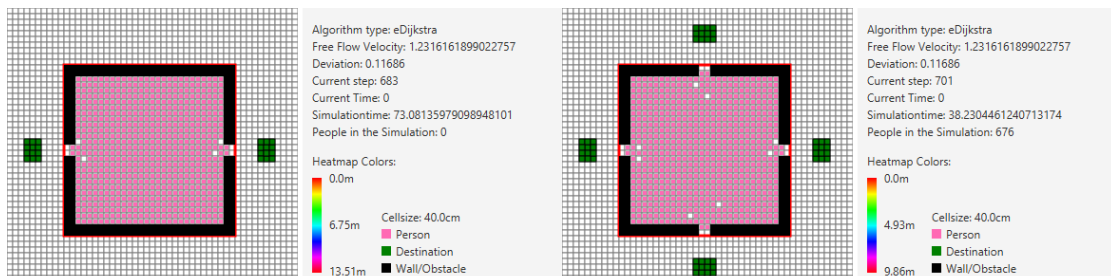 Algorithm type: eDijkstra
Free Flow Velocity: 1.2316161899022757
Deviation: 0.11686
Current step: 683
Current Time: 0
Simulationtime: 73.08135979098948101
People in the Simulation: 0
Heatmap Colors:
0.0m
6.75m
13.51m
Cellsize: 40.0cm
Person
Destination
Wall/Obstacle
Algorithm type: eDijkstra
Free Flow Velocity: 1.2316161899022757
Deviation: 0.11686
Current step: 701
Current Time: 0
Simulationtime: 38.2304461240713174
People in the Simulation: 676
Heatmap Colors:
0.0m
4.93m
9.86m
Cellsize: 40.0cm
Person
Destination
Wall/Obstacle